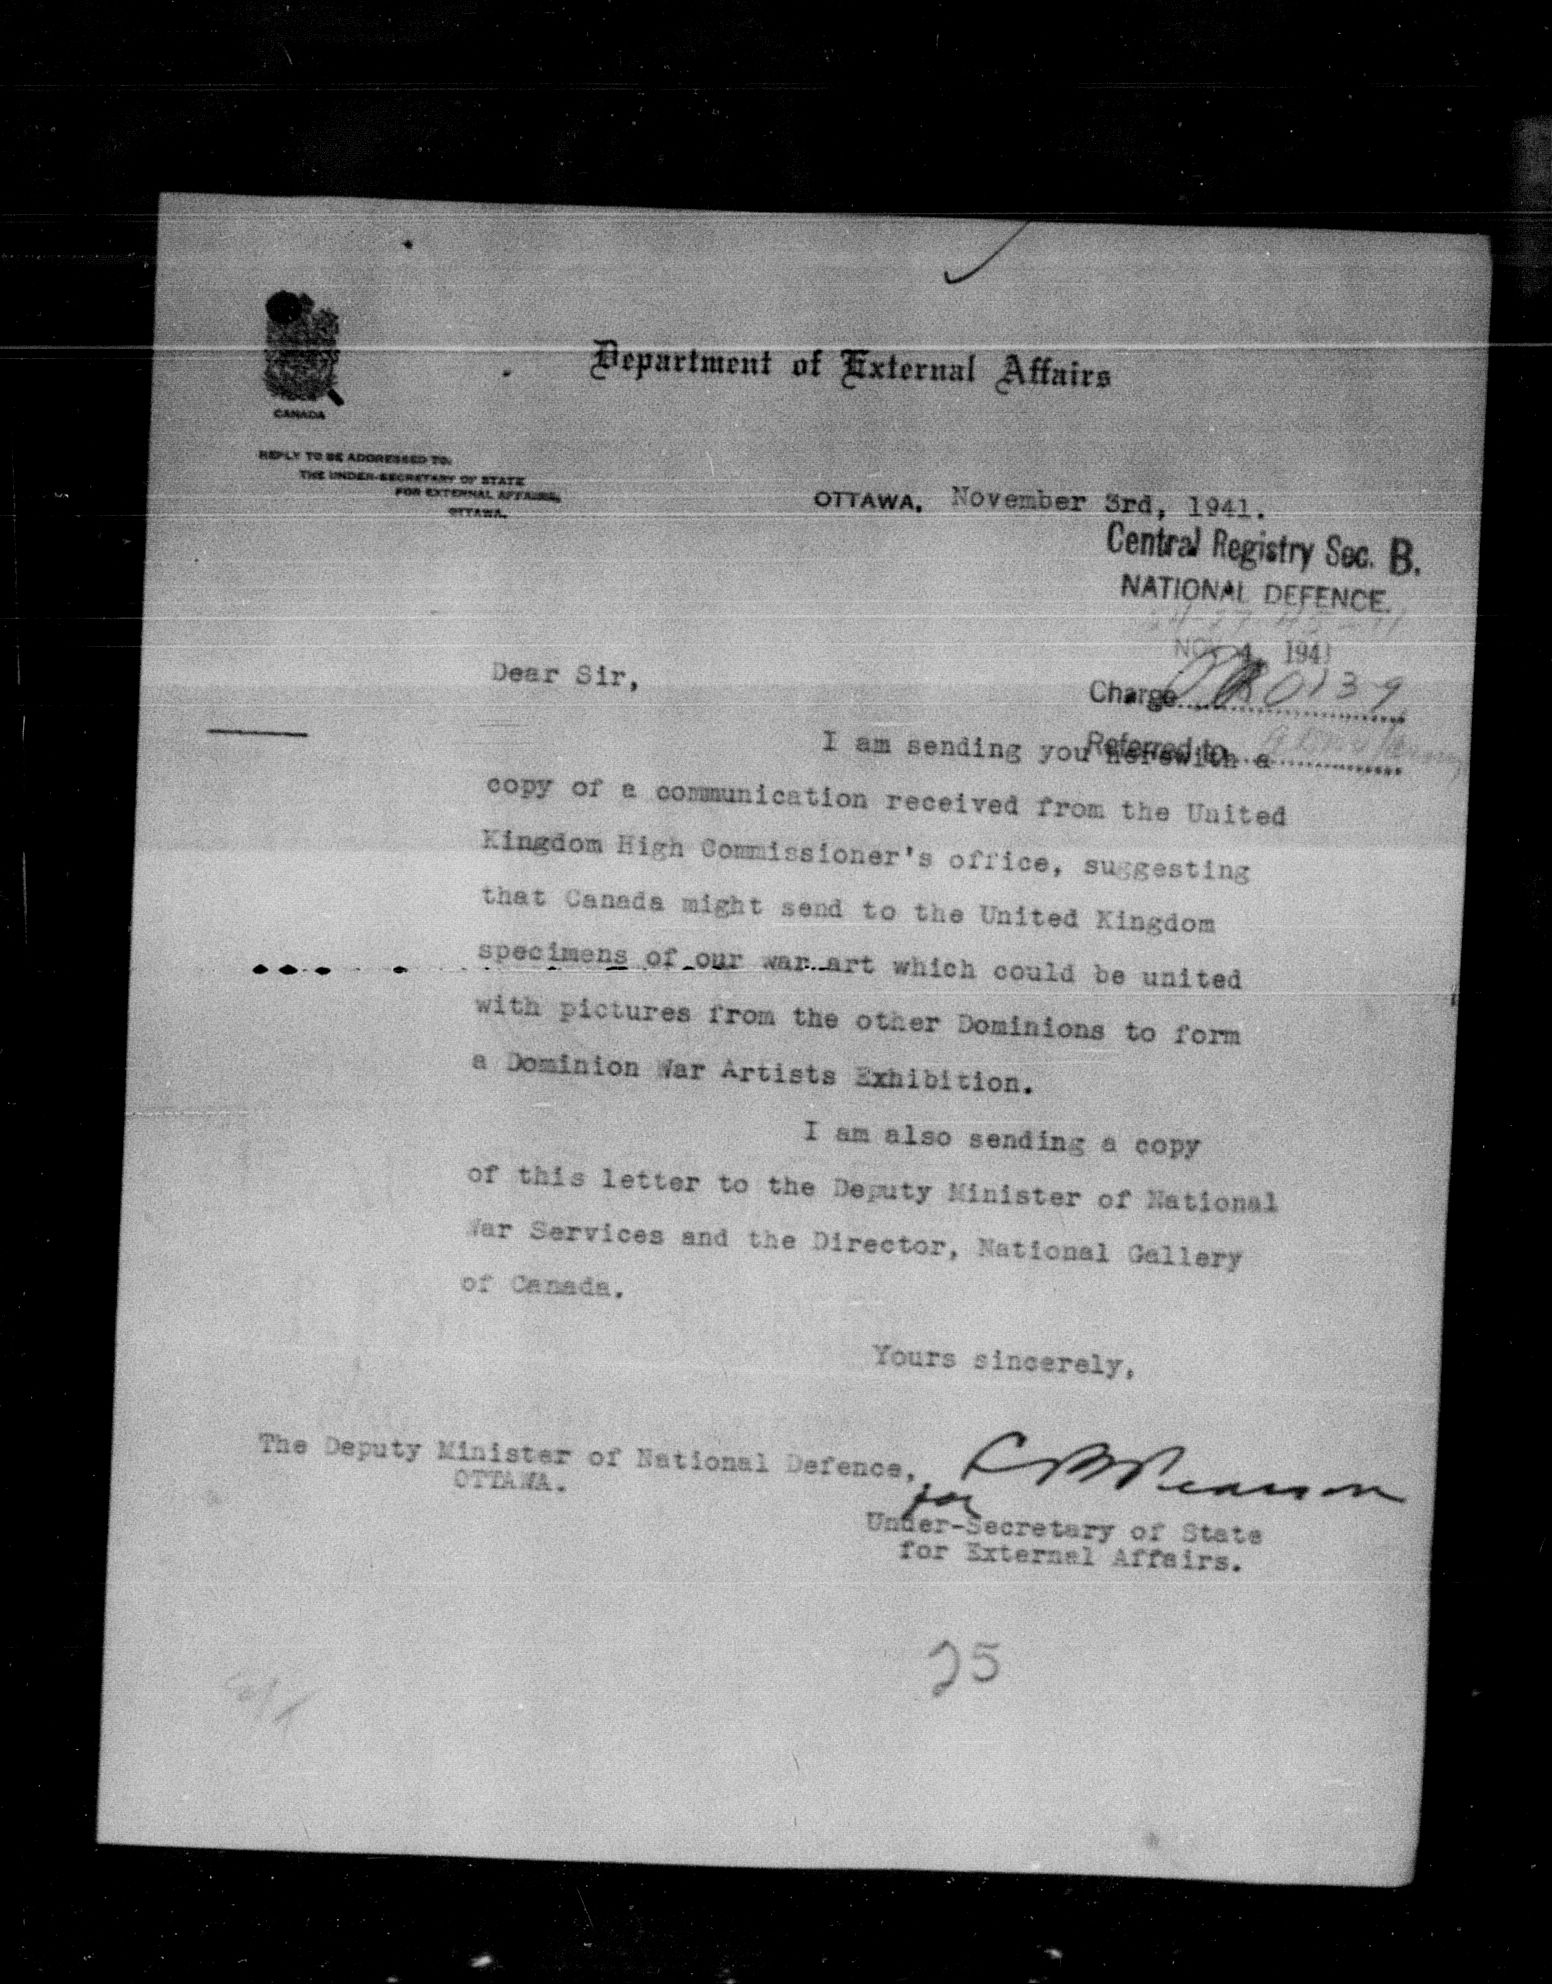 Department of External Affairs
CANADA
REPLY TO BE ADDRESSED TO:
THE UNDER-SECRETARY OF STATE
FOR EXTERNAL AFFAIRS,
OTTAWA.
OTTAWA, November 3rd, 1941.
Central Registry Sec. B.
NATIONAL DEFENCE.
NOV 4 1941
Dear Sir,
Charge
Referred to
I am sending you herewith a
copy of a communication received from the United
Kingdom High Commissioner's office, suggesting
that Canada might send to the United Kingdom
specimens of our war art which could be united
with pictures from the other Dominions to form
a Dominion War Artists Exhibition.
I am also sending a copy
of this letter to the Deputy Minister of National
War Services and the Director, National Gallery
of Canada.
Yours sincerely,
The Deputy Minister of National Defence,
OTTAWA.
L B Pearson
for
Under-Secretary of State
for External Affairs.
25